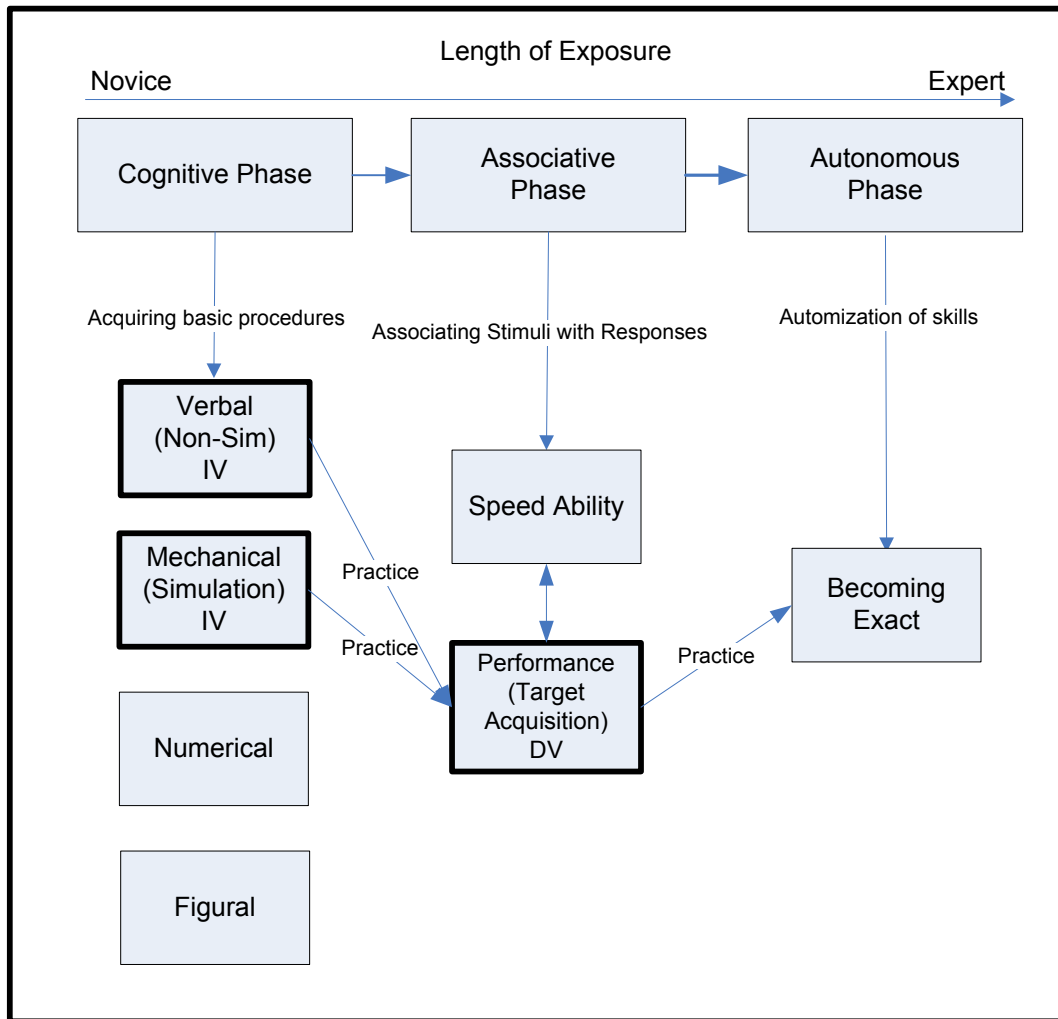 Length of Exposure
Novice
Expert
Cognitive Phase
Associative
Phase
Autonomous
Phase
Acquiring basic procedures
Associating Stimuli with Responses
Automization of skills
Verbal
(Non-Sim)
IV
Speed Ability
Mechanical
(Simulation)
IV
Practice
Practice
Becoming
Exact
Performance
(Target
Acquisition)
DV
Practice
Numerical
Figural